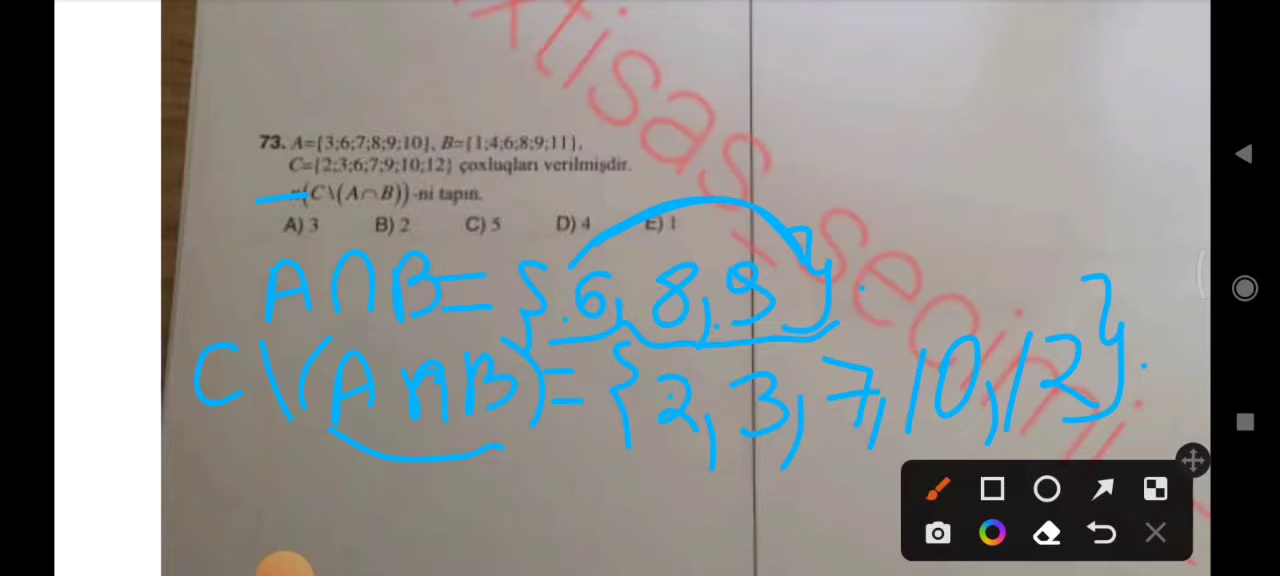 ixtisas_seçimi
73. A={3;6;7;8;9;10}, B={1;4;6;8;9;11},
C={2;3;6;7;9;10;12} çoxluqları verilmişdir.
(C\(A∩B))-ni tapın.
A) 3 B) 2 C) 5 D) 4 E) 1
A∩B={6,8,9}.
C\(A∩B)={2,3,7,10,12}.